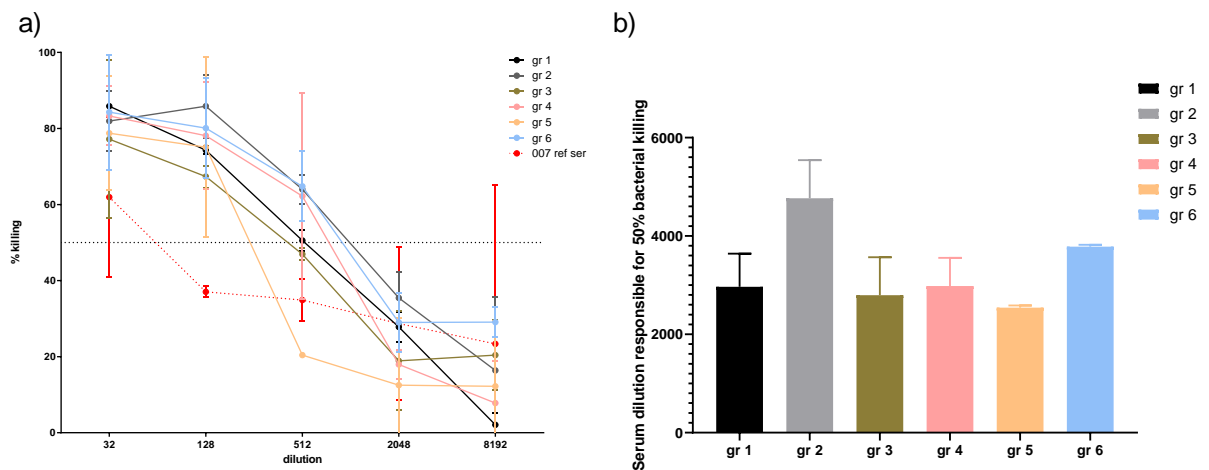 a)
100
80
60
40
20
0
% killing
32
128
512
2048
8192
dilution
gr 1
gr 2
gr 3
gr 4
gr 5
gr 6
007 ref ser
b)
Serum dilution responsible for 50% bacterial killing
6000
4000
2000
0
gr 1
gr 2
gr 3
gr 4
gr 5
gr 6
gr 1
gr 2
gr 3
gr 4
gr 5
gr 6